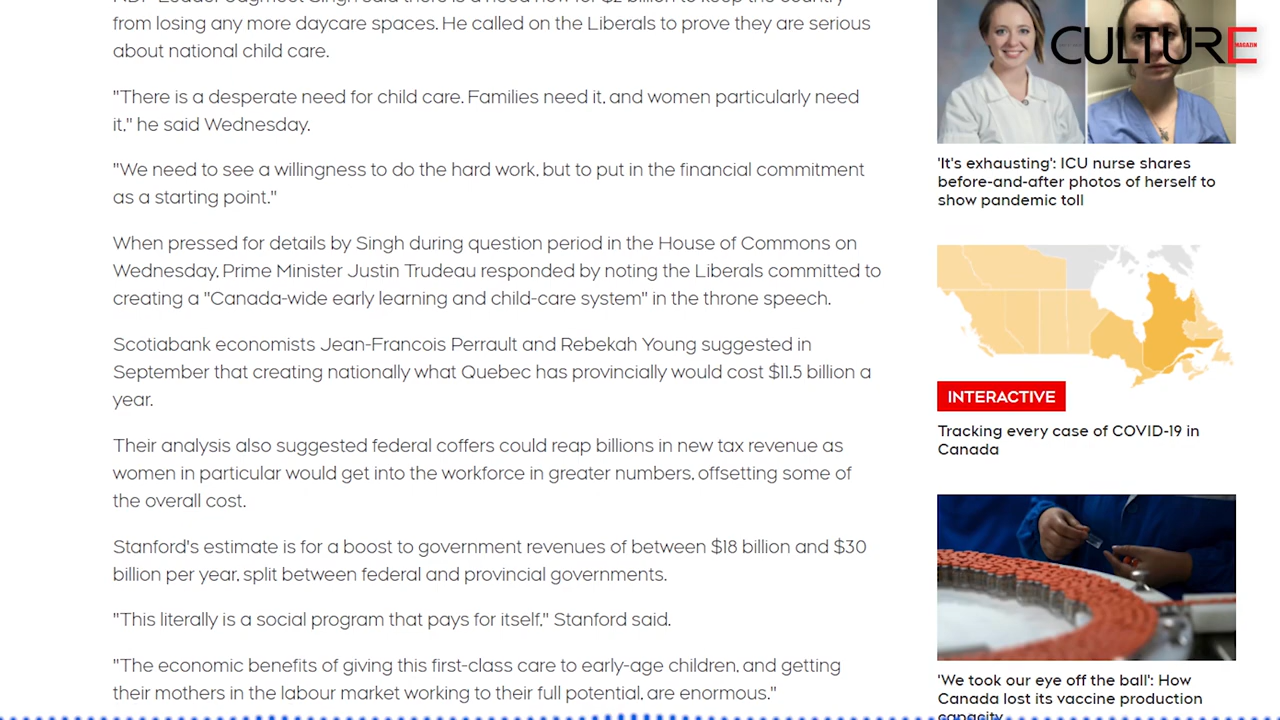 from losing any more daycare spaces. He called on the Liberals to prove they are serious
about national child care.
"There is a desperate need for child care. Families need it, and women particularly need
it," he said Wednesday.
"We need to see a willingness to do the hard work, but to put in the financial commitment
as a starting point."
When pressed for details by Singh during question period in the House of Commons on
Wednesday, Prime Minister Justin Trudeau responded by noting the Liberals committed to
creating a "Canada-wide early learning and child-care system" in the throne speech.
Scotiabank economists Jean-Francois Perrault and Rebekah Young suggested in
September that creating nationally what Quebec has provincially would cost $11.5 billion a
year.
Their analysis also suggested federal coffers could reap billions in new tax revenue as
women in particular would get into the workforce in greater numbers, offsetting some of
the overall cost.
Stanford's estimate is for a boost to government revenues of between $18 billion and $30
billion per year, split between federal and provincial governments.
"This literally is a social program that pays for itself," Stanford said.
"The economic benefits of giving this first-class care to early-age children, and getting
their mothers in the labour market working to their full potential, are enormous."
CULTURE
MAGAZIN
'It's exhausting': ICU nurse shares
before-and-after photos of herself to
show pandemic toll
INTERACTIVE
Tracking every case of COVID-19 in
Canada
'We took our eye off the ball': How
Canada lost its vaccine production
capacity